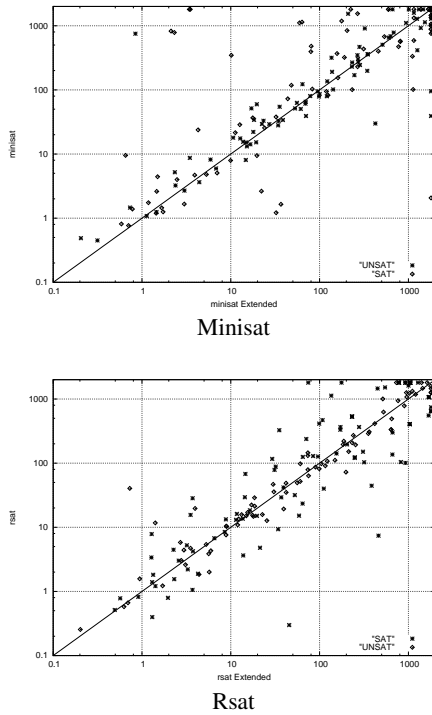 1000
100
10
1
0.1
minisat
0.1 1 10 100 1000
minisat Extended
"UNSAT"
"SAT"
Minisat
1000
100
10
1
0.1
rsat
0.1 1 10 100 1000
rsat Extended
"SAT"
"UNSAT"
Rsat